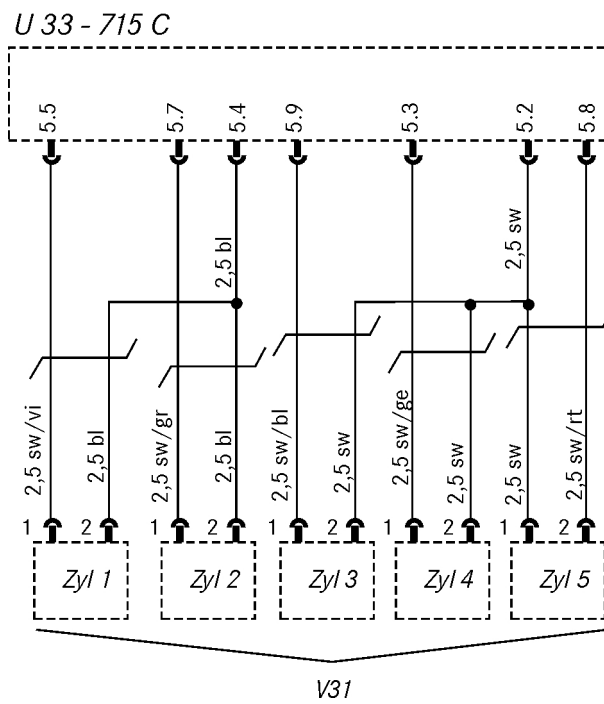 U 33 - 715 C
5.5 5.7 5.4 5.9 5.3 5.2 5.8
2,5 bl
2,5 sw
2,5 sw/vi
2,5 bl
2,5 sw/gr
2,5 bl
2,5 sw/bl
2,5 sw
2,5 sw/ge
2,5 sw
2,5 sw
2,5 sw/rt
1 2 1 2 1 2 1 2 1 2
Zyl 1 Zyl 2 Zyl 3 Zyl 4 Zyl 5
V31